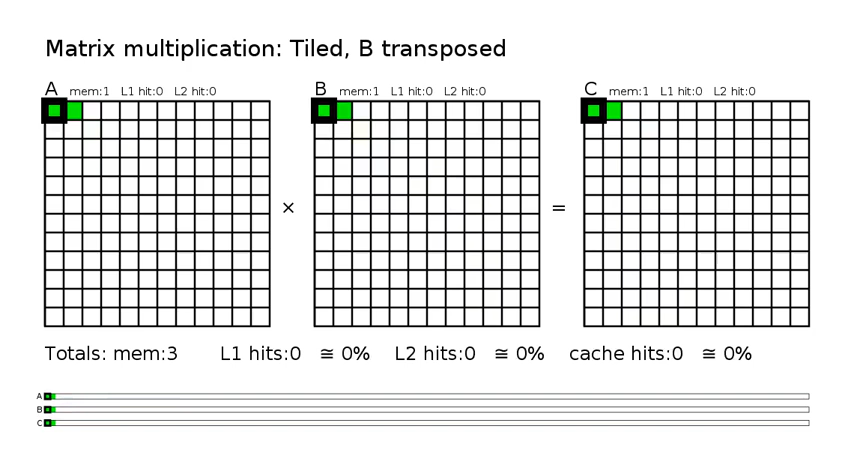 Matrix multiplication: Tiled, B transposed
A mem:1 L1 hit:0 L2 hit:0
B mem:1 L1 hit:0 L2 hit:0
C mem:1 L1 hit:0 L2 hit:0
× =
Totals: mem:3 L1 hits:0 ≅ 0% L2 hits:0 ≅ 0% cache hits:0 ≅ 0%
A
B
C